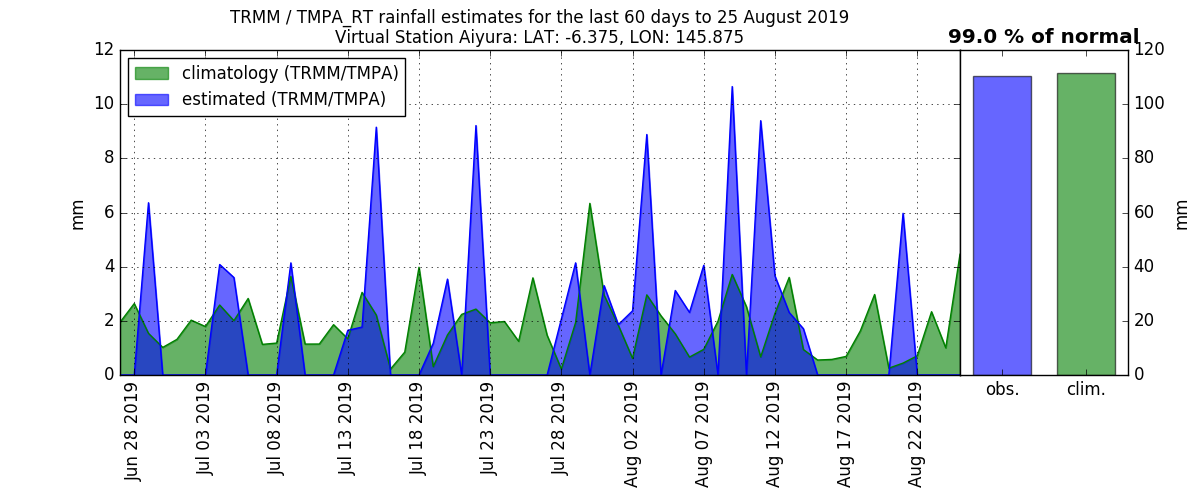 TRMM / TMPA_RT rainfall estimates for the last 60 days to 25 August 2019
Virtual Station Aiyura: LAT: -6.375, LON: 145.875
99.0 % of normal
climatology (TRMM/TMPA)
estimated (TRMM/TMPA)
12
10
8
6
4
2
0
mm
120
100
80
60
40
20
0
mm
Jun 28 2019
Jul 03 2019
Jul 08 2019
Jul 13 2019
Jul 18 2019
Jul 23 2019
Jul 28 2019
Aug 02 2019
Aug 07 2019
Aug 12 2019
Aug 17 2019
Aug 22 2019
obs.
clim.